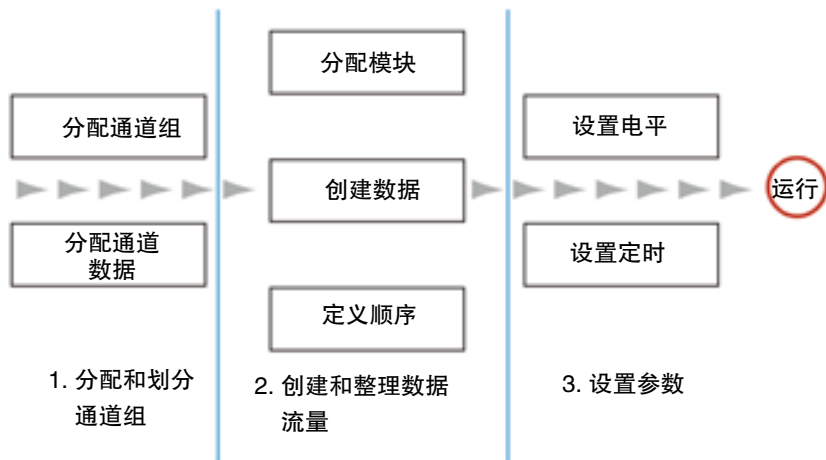 分配通道组
分配通道
数据
1. 分配和划分
通道组
分配模块
创建数据
定义顺序
2. 创建和整理数据
流量
设置电平
设置定时
3. 设置参数
运行